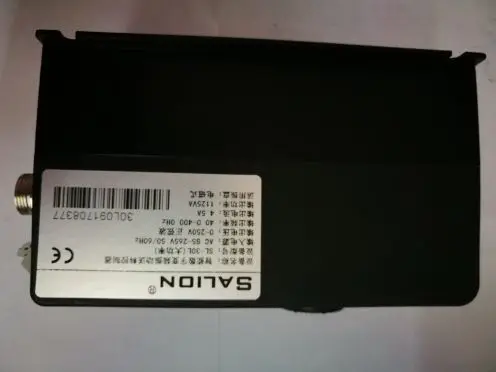 SALION ®
设备名称: 智能数字变频振动送料控制器
设备型号: SL-30L(大功率)
输入电源: AC 85-265V 50/60Hz
输出电压: 0-250V 正弦波
输出频率: 40.0-400.0Hz
输出电流: 4.5A
输出功率: 1125VA
适用振盘: 电磁式
CE
30L091708377